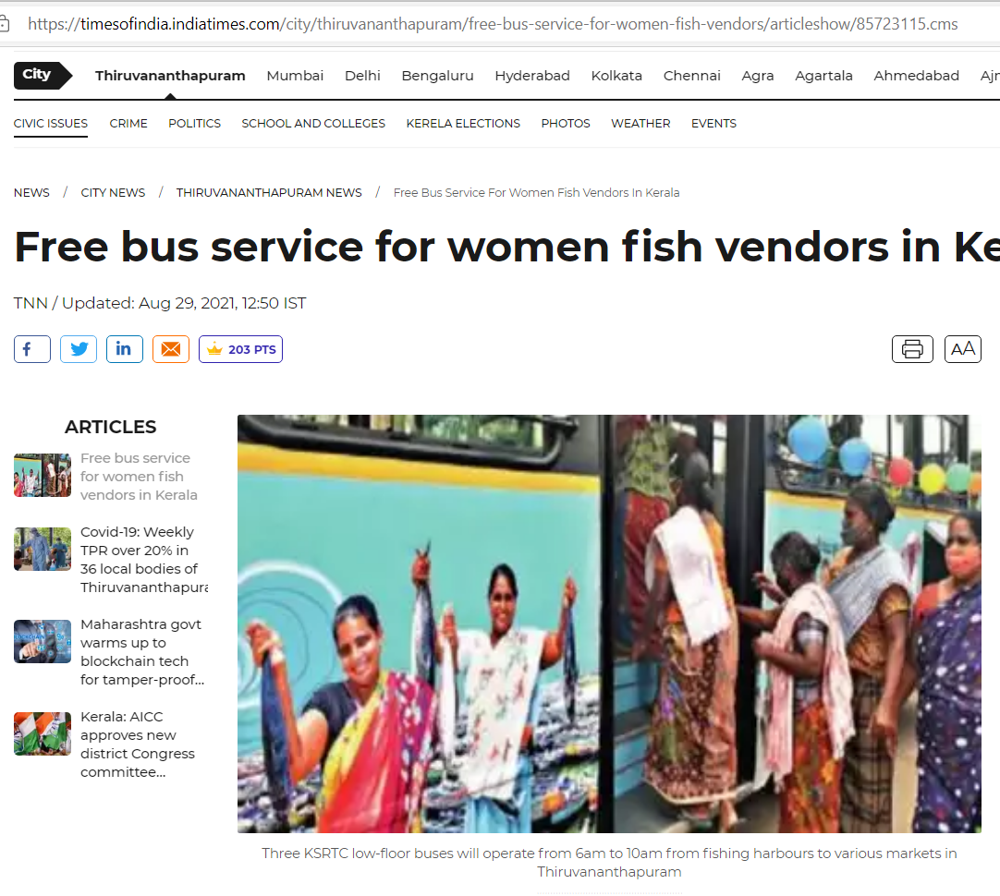 https://timesofindia.indiatimes.com/city/thiruvananthapuram/free-bus-service-for-women-fish-vendors/articleshow/85723115.cms
City Thiruvananthapuram Mumbai Delhi Bengaluru Hyderabad Kolkata Chennai Agra Agartala Ahmedabad
CIVIC ISSUES CRIME POLITICS SCHOOL AND COLLEGES KERELA ELECTIONS PHOTOS WEATHER EVENTS
NEWS / CITY NEWS / THIRUVANANTHAPURAM NEWS / Free Bus Service For Women Fish Vendors In Kerala
Free bus service for women fish vendors in Ke
TNN / Updated: Aug 29, 2021, 12:50 IST
203 PTS AA
ARTICLES
Free bus service
for women fish
vendors in Kerala
Covid-19: Weekly
TPR over 20% in
36 local bodies of
Thiruvananthapura
Maharashtra govt
warms up to
blockchain tech
for tamper-proof...
Kerala: AICC
approves new
district Congress
committee...
Three KSRTC low-floor buses will operate from 6am to 10am from fishing harbours to various markets in
Thiruvananthapuram